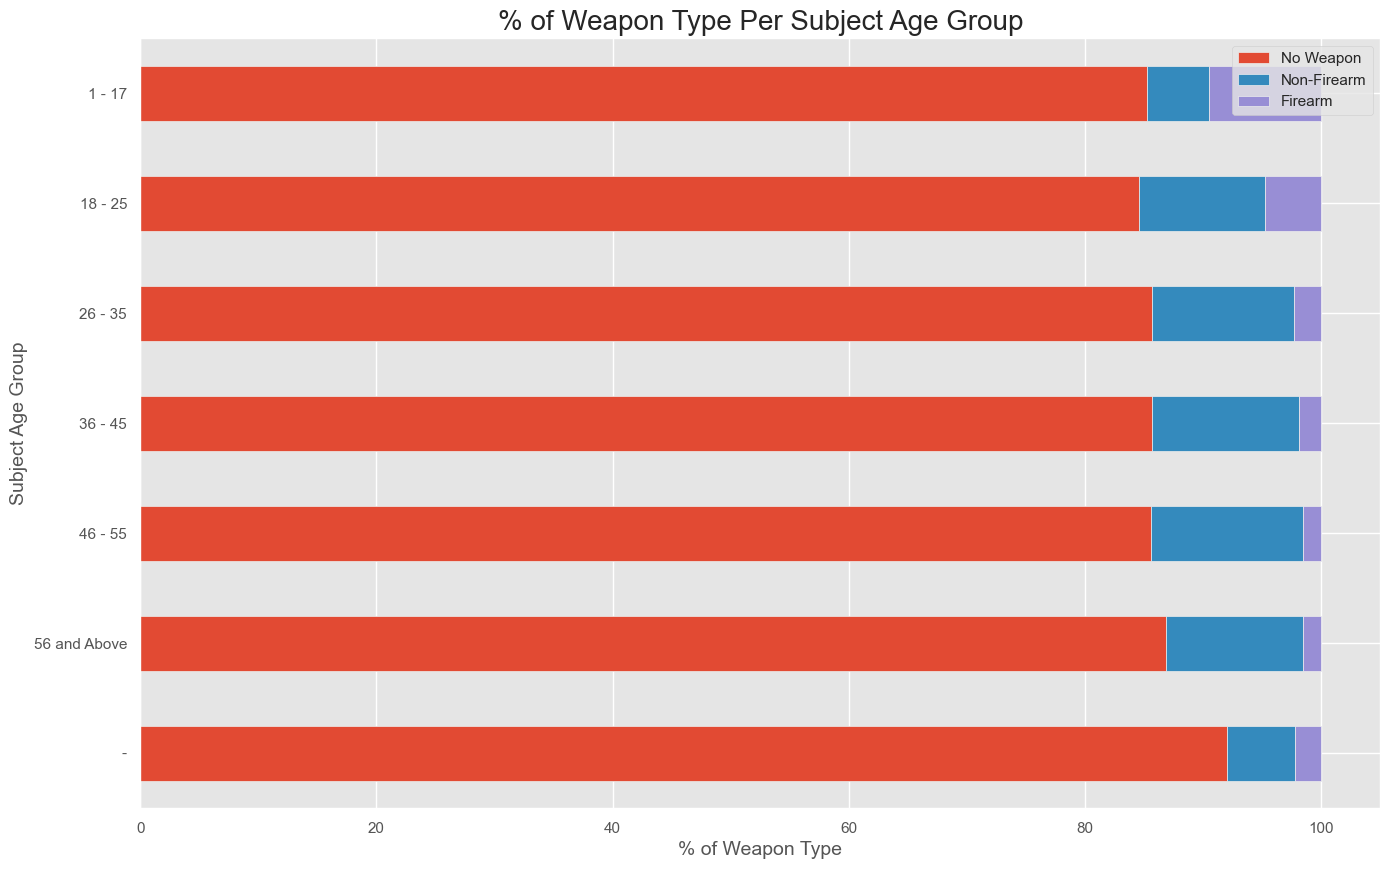 % of Weapon Type Per Subject Age Group
No Weapon
Non-Firearm
Firearm
1 - 17
18 - 25
26 - 35
36 - 45
46 - 55
56 and Above
-
Subject Age Group
0 20 40 60 80 100
% of Weapon Type